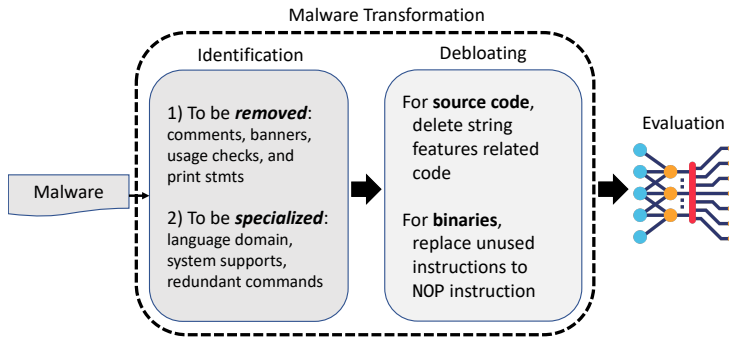 Malware Transformation
Identification
Debloating
Evaluation
Malware
1) To be removed:
comments, banners,
usage checks, and
print stmts
2) To be specialized:
language domain,
system supports,
redundant commands
For source code,
delete string
features related
code
For binaries,
replace unused
instructions to
NOP instruction